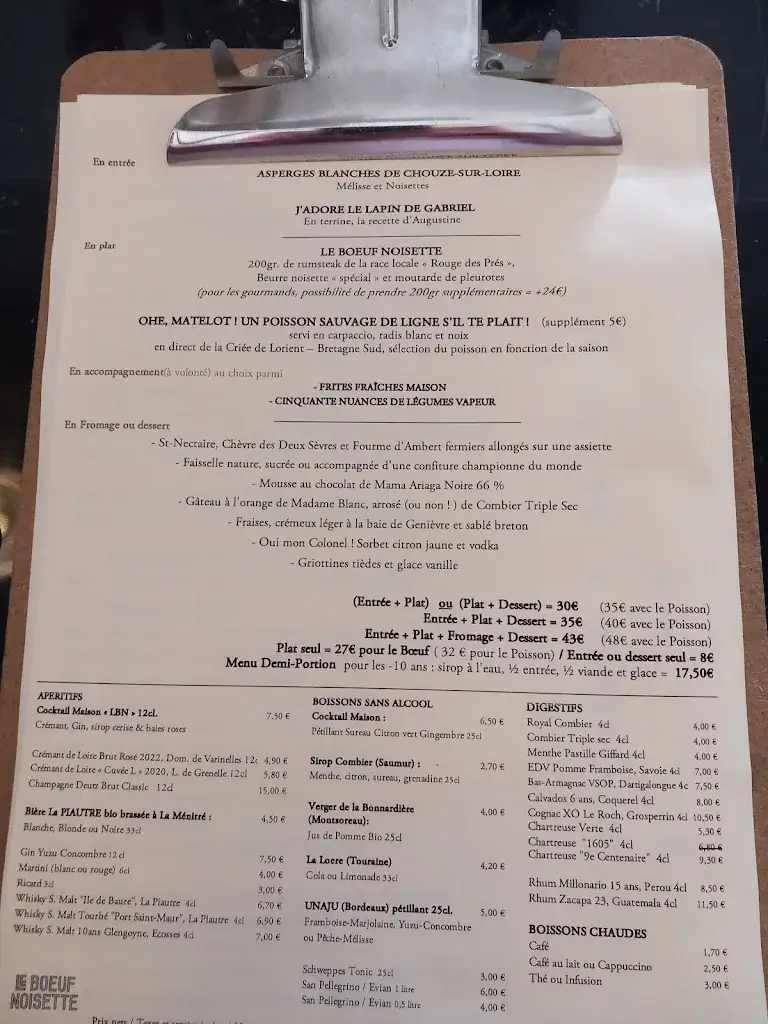 En entrée
ASPERGES BLANCHES DE CHOUZE-SUR-LOIRE
Mélisse et Noisettes
J'ADORE LE LAPIN DE GABRIEL
En terrine, la recette d'Augustine
En plat
LE BOEUF NOISETTE
200gr. de rumsteak de la race locale « Rouge des Prés »,
Beurre noisette « spécial » et moutarde de pleurotes
(pour les gourmands, possibilité de prendre 200gr supplémentaires = +24€)
OHE, MATELOT ! UN POISSON SAUVAGE DE LIGNE S'IL TE PLAIT ! (supplément 5€)
servi en carpaccio, radis blanc et noix
en direct de la Criée de Lorient – Bretagne Sud, sélection du poisson en fonction de la saison
En accompagnement(à volonté) au choix parmi
- FRITES FRAÎCHES MAISON
- CINQUANTE NUANCES DE LÉGUMES VAPEUR
En Fromage ou dessert
- St-Nectaire, Chèvre des Deux Sèvres et Fourme d'Ambert fermiers allongés sur une assiette
- Faisselle nature, sucrée ou accompagnée d'une confiture championne du monde
- Mousse au chocolat de Mama Ariaga Noire 66 %
- Gâteau à l'orange de Madame Blanc, arrosé (ou non ! ) de Combier Triple Sec
- Fraises, crémeux léger à la baie de Genièvre et sablé breton
- Oui mon Colonel ! Sorbet citron jaune et vodka
- Griottines tièdes et glace vanille
(Entrée + Plat) ou (Plat + Dessert) = 30€ (35€ avec le Poisson)
Entrée + Plat + Dessert = 35€ (40€ avec le Poisson)
Entrée + Plat + Fromage + Dessert = 43€ (48€ avec le Poisson)
Plat seul = 27€ pour le Bœuf ( 32 € pour le Poisson) / Entrée ou dessert seul = 8€
Menu Demi-Portion pour les -10 ans : sirop à l'eau, ½ entrée, ½ viande et glace = 17,50€
APERITIFS
Cocktail Maison « LBN » 12cl. 7,50 €
Crémant, Gin, sirop cerise & baies roses
Crémant de Loire Brut Rosé 2022, Dom. de Varinelles 12c 4,90 €
Crémant de Loire « Cuvée L » 2020, L. de Grenelle 12cl 5,80 €
Champagne Deutz Brut Classic 12cl 15,00 €
Bière La PIAUTRE bio brassée à La Ménitré : 4,50 €
Blanche, Blonde ou Noire 33cl
Gin Yuzu Concombre 12 cl 7,50 €
Martini (blanc ou rouge) 6cl 4,00 €
Ricard 3cl 3,00 €
Whisky S. Malt "Ile de Baure", La Piautre 4cl 6,70 €
Whisky S. Malt Tourbé "Port Saint-Maur", La Piautre 4cl 6,90 €
Whisky S. Malt 10ans Glengoyne, Ecosses 4cl 7,00 €
BOISSONS SANS ALCOOL
Cocktail Maison : 6,50 €
Pétillant Sureau Citron vert Gingembre 25cl
Sirop Combier (Saumur) : - 2,70 €
Menthe, citron, sureau, grenadine 25cl
Verger de la Bonnardière 4,00 €
(Montsoreau):
Jus de Pomme Bio 25cl
La Loere (Touraine) 4,20 €
Cola ou Limonade 33cl
UNAJU (Bordeaux) pétillant 25cl. 5,00 €
Framboise-Marjolaine, Yuzu-Concombre
ou Pêche-Mélisse
Schweppes Tonic 25cl 3,00 €
San Pellegrino / Evian 1 litre 6,00 €
San Pellegrino / Evian 0,5 litre 4,00 €
DIGESTIFS
Royal Combier 4cl 4,00 €
Combier Triple sec 4cl 4,00 €
Menthe Pastille Giffard 4cl 4,00 €
EDV Pomme Framboise, Savoie 4cl 7,00 €
Bas-Armagnac VSOP, Dartigalongue 4c 7,50 €
Calvados 6 ans, Coquerel 4cl 8,00 €
Cognac XO Le Roch, Grosperrin 4cl 10,50 €
Chartreuse Verte 4cl 5,30 €
Chartreuse "1605" 4cl 6,80 €
Chartreuse "9e Centenaire" 4cl 9,30 €
Rhum Millonario 15 ans, Perou 4cl 8,50 €
Rhum Zacapa 23, Guatemala 4cl 11,50 €
BOISSONS CHAUDES
Café 1,70 €
Café au lait ou Cappuccino 2,50 €
Thé ou Infusion 3,00 €
LE BOEUF
NOISETTE
Prix nets / Taxes et service